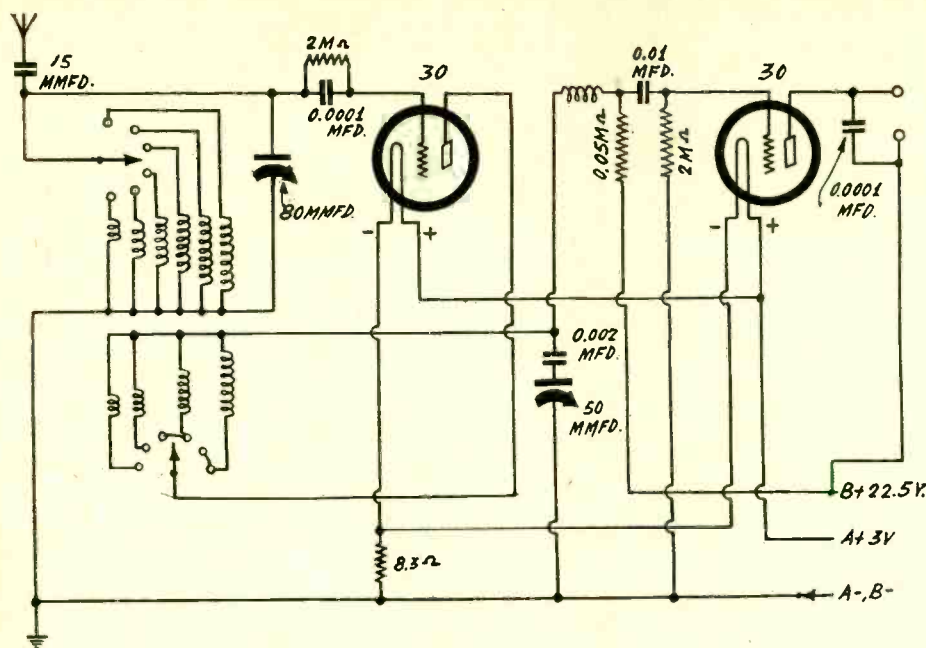 15
MMFD.
2MΩ
0.0001
MFD.
30
80MMFD.
0.01
MFD.
30
0.05MΩ
2MΩ
0.0001
MFD.
-
+
-
+
0.002
MFD.
50
MMFD.
B+22.5V.
A+3V
8.3Ω
A-,B-